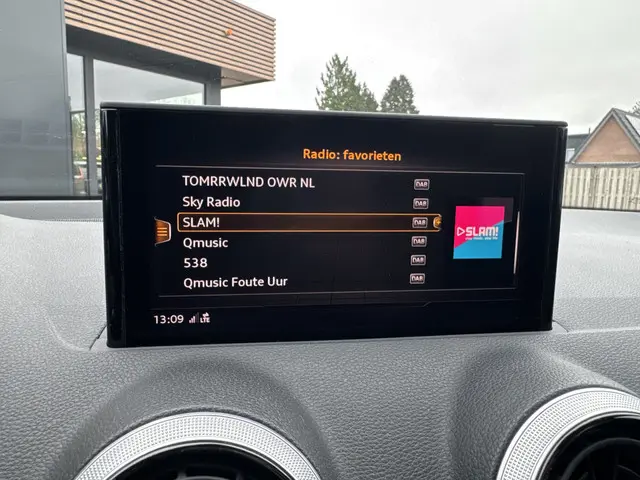 Radio: favorieten
TOMRRWLND OWR NL DAB
Sky Radio DAB
SLAM! DAB
Qmusic DAB
538 DAB
Qmusic Foute Uur DAB
SLAM!
13:09 LTE